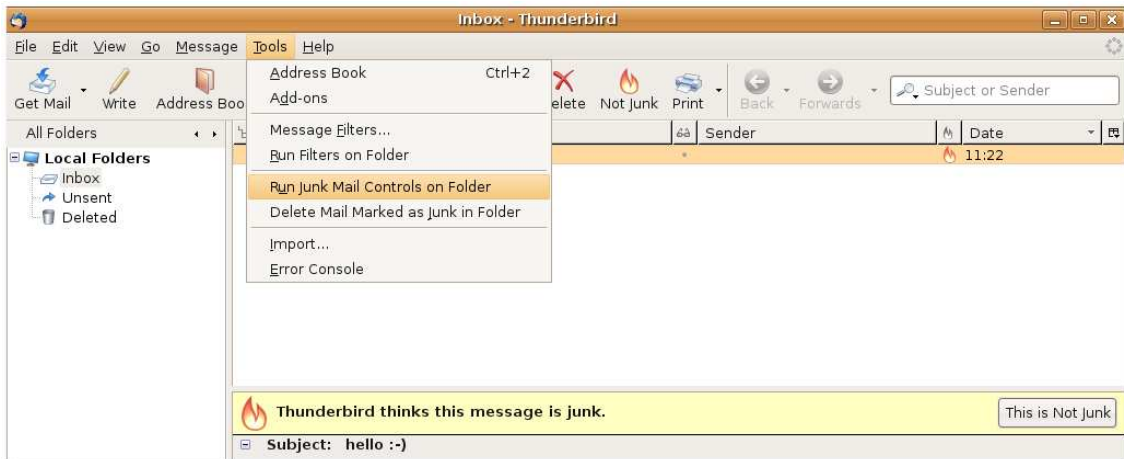 Inbox - Thunderbird
File Edit View Go Message Tools Help
Get Mail Write Address Boo elete Not Junk Print Back Forwards Subject or Sender
Address Book Ctrl+2
Add-ons
Message Filters...
Run Filters on Folder
Run Junk Mail Controls on Folder
Delete Mail Marked as Junk in Folder
Import...
Error Console
All Folders Sender Date
Local Folders 11:22
Inbox
Unsent
Deleted
Thunderbird thinks this message is junk. This is Not Junk
Subject: hello :-)